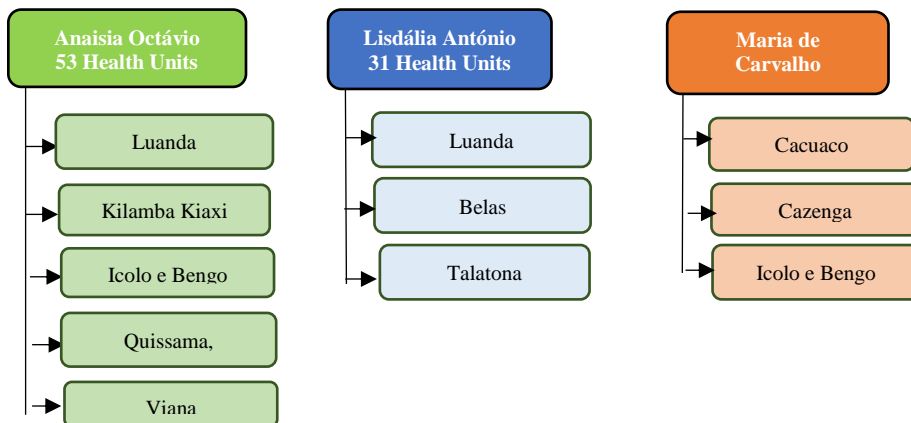 Anaisia Octávio
53 Health Units
Luanda
Kilamba Kiaxi
Icolo e Bengo
Quissama,
Viana
Lisdália António
31 Health Units
Luanda
Belas
Talatona
Maria de
Carvalho
Cacuaco
Cazenga
Icolo e Bengo